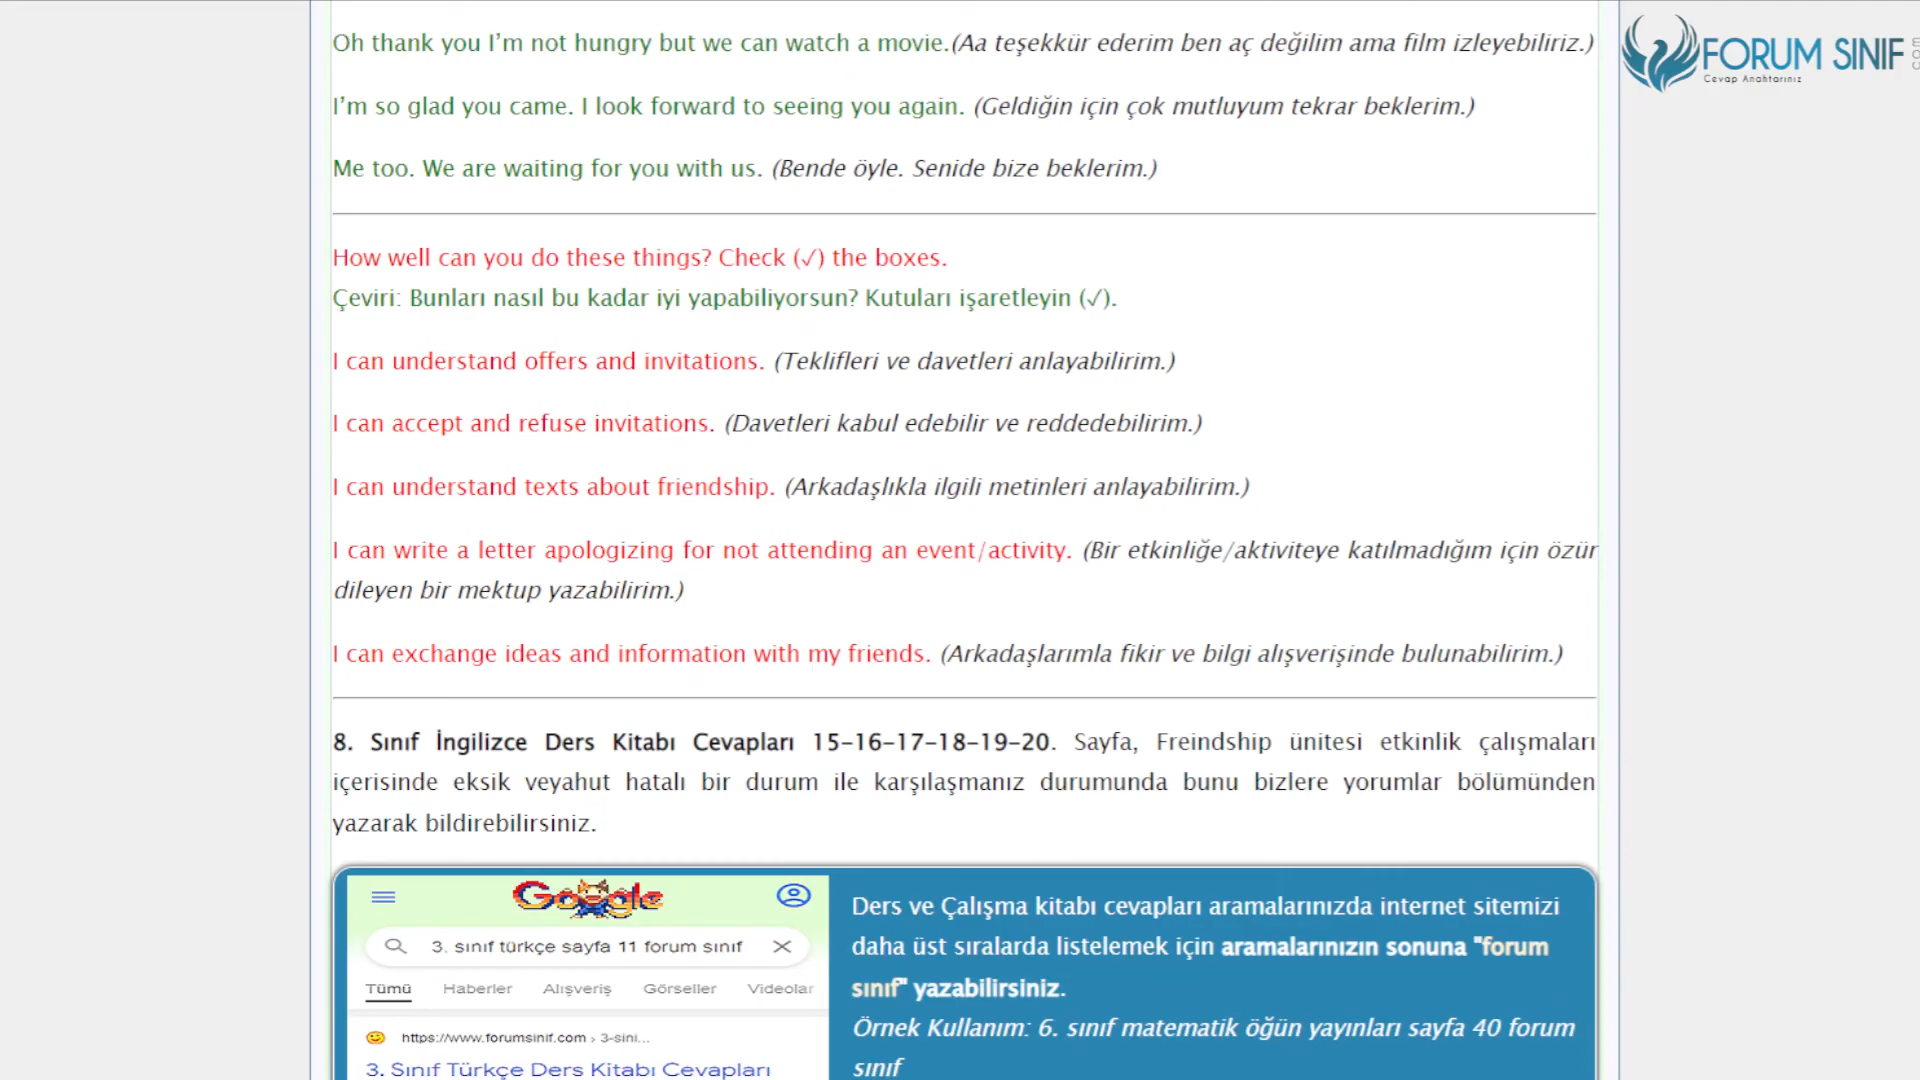 Oh thank you I’m not hungry but we can watch a movie.(Aa teşekkür ederim ben aç değilim ama film izleyebiliriz.)
I’m so glad you came. I look forward to seeing you again. (Geldiğin için çok mutluyum tekrar beklerim.)
Me too. We are waiting for you with us. (Bende öyle. Senide bize beklerim.)
How well can you do these things? Check (✓) the boxes.
Çeviri: Bunları nasıl bu kadar iyi yapabiliyorsun? Kutuları işaretleyin (✓).
I can understand offers and invitations. (Teklifleri ve davetleri anlayabilirim.)
I can accept and refuse invitations. (Davetleri kabul edebilir ve reddedebilirim.)
I can understand texts about friendship. (Arkadaşlıkla ilgili metinleri anlayabilirim.)
I can write a letter apologizing for not attending an event/activity. (Bir etkinliğe/aktiviteye katılmadığım için özür
dileyen bir mektup yazabilirim.)
I can exchange ideas and information with my friends. (Arkadaşlarımla fikir ve bilgi alışverişinde bulunabilirim.)
8. Sınıf İngilizce Ders Kitabı Cevapları 15-16-17-18-19-20. Sayfa, Freindship ünitesi etkinlik çalışmaları
içerisinde eksik veyahut hatalı bir durum ile karşılaşmanız durumunda bunu bizlere yorumlar bölümünden
yazarak bildirebilirsiniz.
Google
3. sınıf türkçe sayfa 11 forum sınıf
Tümü Haberler Alışveriş Görseller Videolar
https://www.forumsinif.com › 3-sini...
3. Sınıf Türkçe Ders Kitabı Cevapları
Ders ve Çalışma kitabı cevapları aramalarınızda internet sitemizi
daha üst sıralarda listelemek için aramalarınızın sonuna "forum
sınıf" yazabilirsiniz.
Örnek Kullanım: 6. sınıf matematik öğün yayınları sayfa 40 forum
sınıf
FORUM SINIF
Cevap Anahtarınız